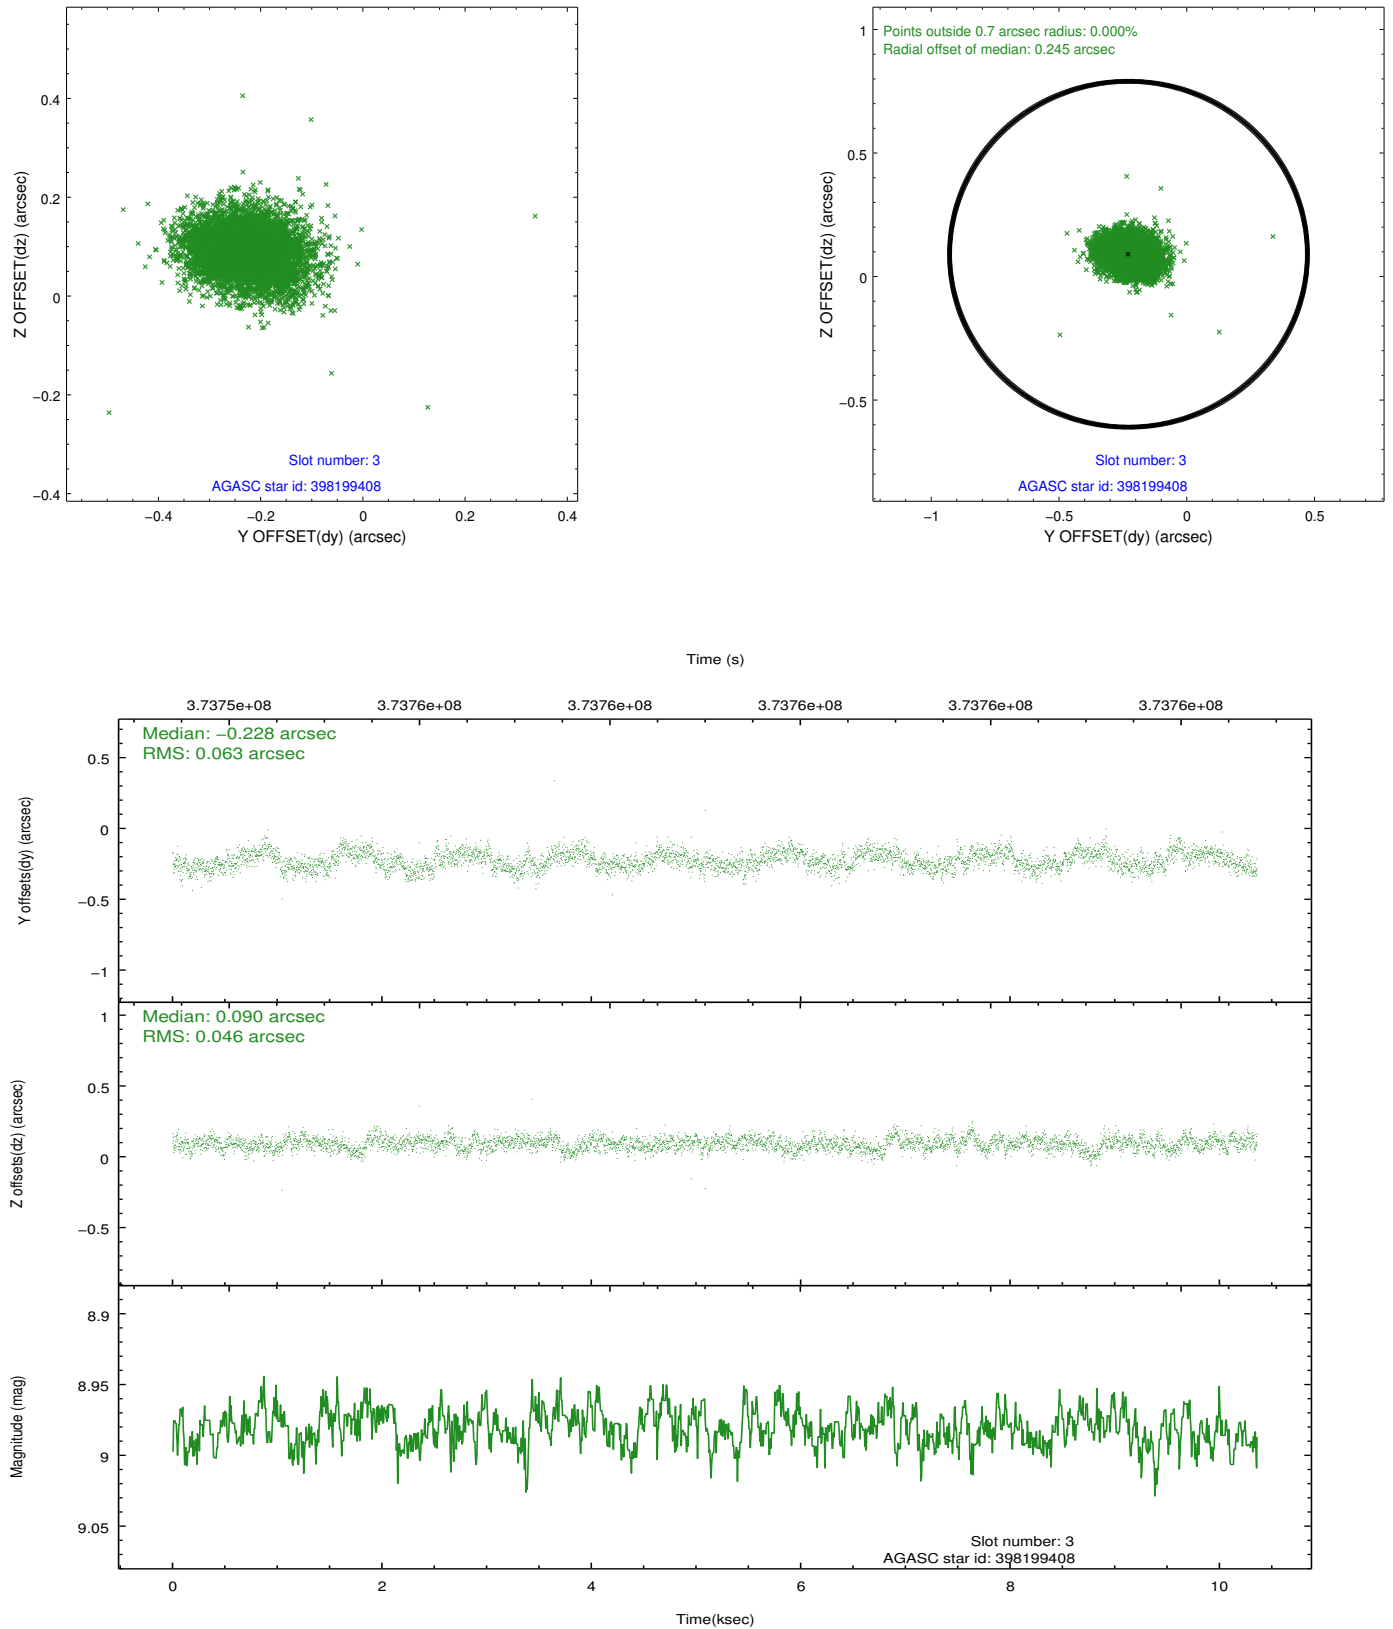 Z OFFSET(dz) (arcsec)
0.4
0.2
0
−0.2
−0.4
Slot number: 3
AGASC star id: 398199408
−0.4
−0.2
0
0.2
0.4
Y OFFSET(dy) (arcsec)
Points outside 0.7 arcsec radius: 0.000%
Radial offset of median: 0.245 arcsec
Z OFFSET(dz) (arcsec)
1
0.5
0
−0.5
Slot number: 3
AGASC star id: 398199408
−1
−0.5
0
0.5
Y OFFSET(dy) (arcsec)
Time (s)
3.7375e+08
3.7376e+08
3.7376e+08
3.7376e+08
3.7376e+08
3.7376e+08
Median: −0.228 arcsec
RMS: 0.063 arcsec
Y offsets(dy) (arcsec)
0.5
0
−0.5
−1
Median: 0.090 arcsec
RMS: 0.046 arcsec
Z offsets(dz) (arcsec)
1
0.5
0
−0.5
Magnitude (mag)
8.9
8.95
9
9.05
Slot number: 3
AGASC star id: 398199408
0
2
4
6
8
10
Time(ksec)